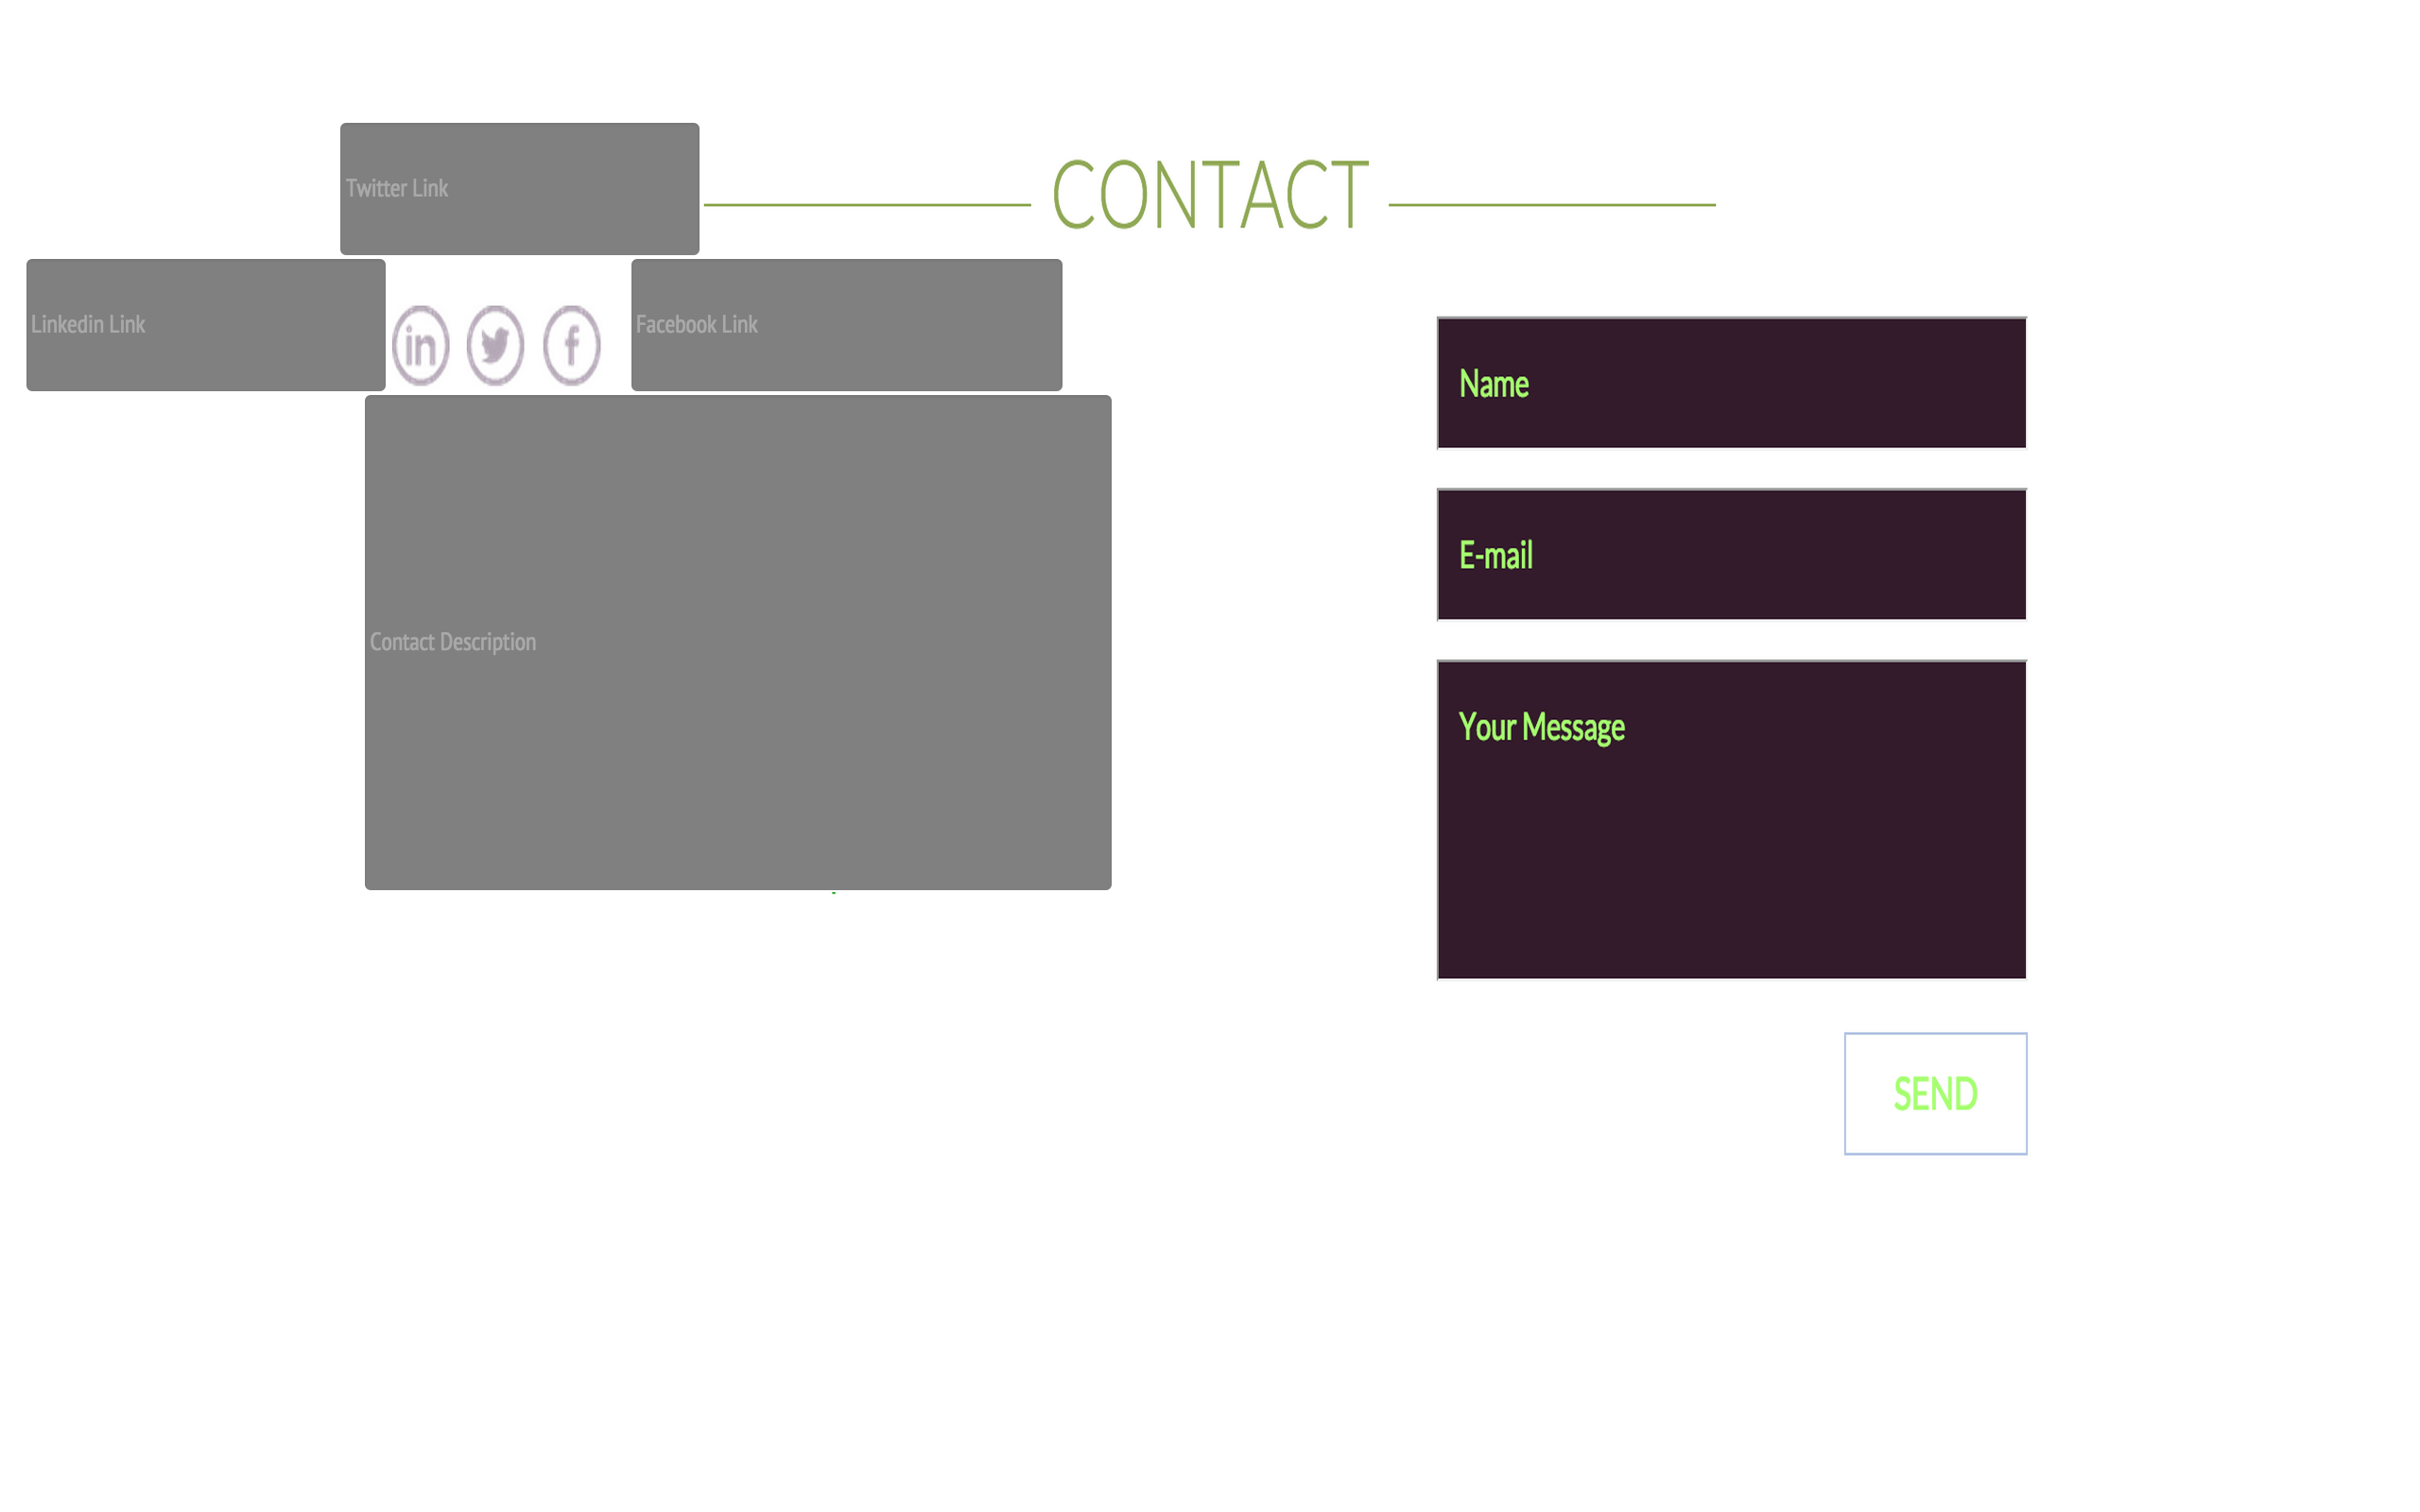 Twitter Link
CONTACT
Linkedin Link
in
f
Facebook Link
Contact Description
Name
E-mail
Your Message
SEND